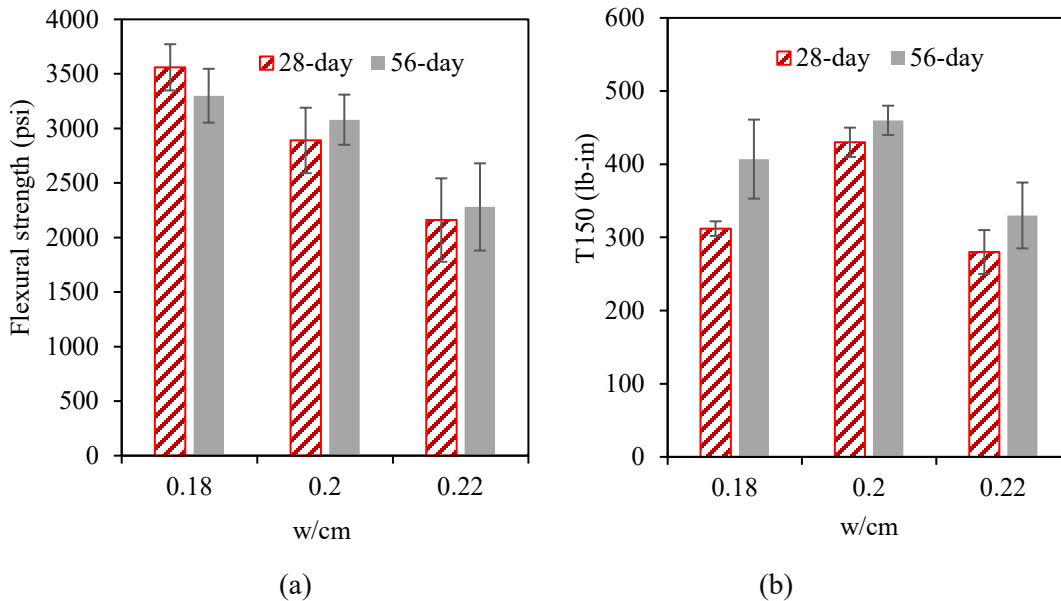 4000
3500
3000
2500
2000
1500
1000
500
0
Flexural strength (psi)
28-day 56-day
0.18 0.2 0.22
w/cm
(a)
600
500
400
300
200
100
0
T150 (lb-in)
28-day 56-day
0.18 0.2 0.22
w/cm
(b)